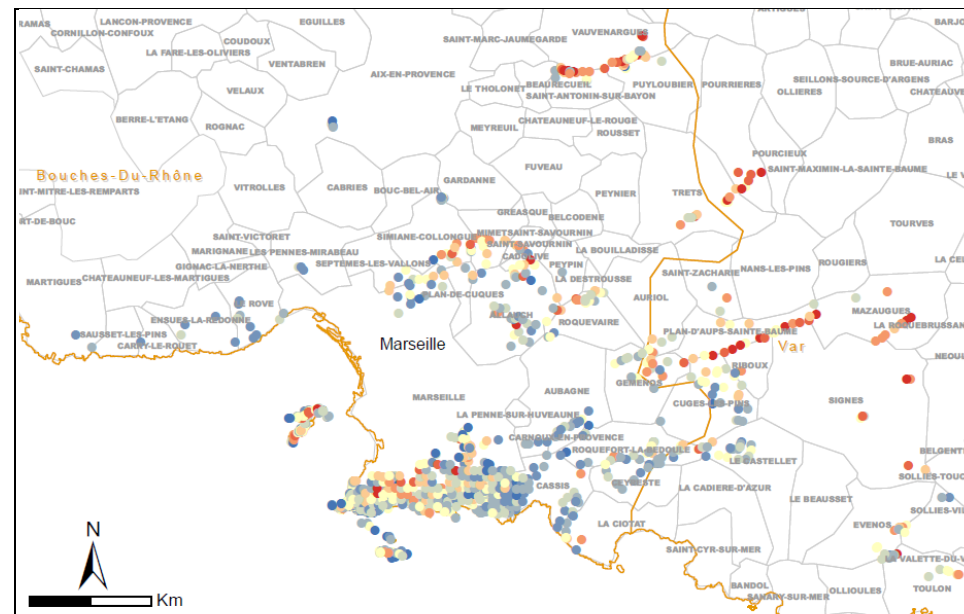 ARTIGUES
RAMAS
LANCON-PROVENCE
EGUILLES
BARJO
CORNILLON-CONFOUX
VAUVENARGUES
COUDOUX
SAINT-MARC-JAUMEGARDE
LA FARE-LES-OLIVIERS
VENTABREN
BRUE-AURIAC
SAINT-CHAMAS
AIX-EN-PROVENCE
SEILLONS-SOURCE-D'ARGENS
LE THOLONET
BEAURECUEIL
PUYLOUBIER
POURRIERES
VELAUX
OLLIERES
CHATEAUVE
SAINT-ANTONIN-SUR-BAYON
BERRE-L'ETANG
CHATEAUNEUF-LE-ROUGE
ROGNAC
MEYREUIL
ROUSSET
BRAS
POURCIEUX
FUVEAU
SAINT-MAXIMIN-LA-SAINTE-BAUME
Bouches-Du-Rhône
GARDANNE
LE V
VITROLLES
CABRIES
BOUC-BEL-AIR
PEYNIER
TRETS
INT-MITRE-LES-REMPARTS
GREASQUE
BELCODENE
RT-DE-BOUC
TOURVES
SAINT-VICTORET
SIMIANE-COLLONGUE
MIMET
SAINT-SAVOURNIN
MARIGNANE
LES PENNES-MIRABEAU
LA BOUILLADISSE
CADOLIVE
LA CEL
GIGNAC-LA-NERTHE
SEPTEMES-LES-VALLONS
PEYPIN
ROUGIERS
SAINT-ZACHARIE
NANS-LES-PINS
MARTIGUES
CHATEAUNEUF-LES-MARTIGUES
LA DESTROUSSE
PLAN-DE-CUQUES
AURIOL
LE ROVE
MAZAUGUES
ALLAUCH
ENSUES-LA-REDONNE
ROQUEVAIRE
LA ROQUEBRUSSAN
SAUSSET-LES-PINS
PLAN-D'AUPS-SAINTE-BAUME
CARRY-LE-ROUET
Marseille
Var
NEOUL
RIBOUX
GEMENOS
AUBAGNE
MARSEILLE
SIGNES
CUGES-LES-PINS
LA PENNE-SUR-HUVEAUNE
CARNOUX-EN-PROVENCE
ROQUEFORT-LA-BEDOULE
BELGENTI
LE CASTELLET
SOLLIES-TOUC
CEYRESTE
CASSIS
LA CADIERE-D'AZUR
LE BEAUSSET
SOLLIES-VIL
LA CIOTAT
EVENOS
SAINT-CYR-SUR-MER
LA VALETTE-DU-V
BANDOL
OLLIOULES
TOULON
SANARY-SUR-MER
N
Km